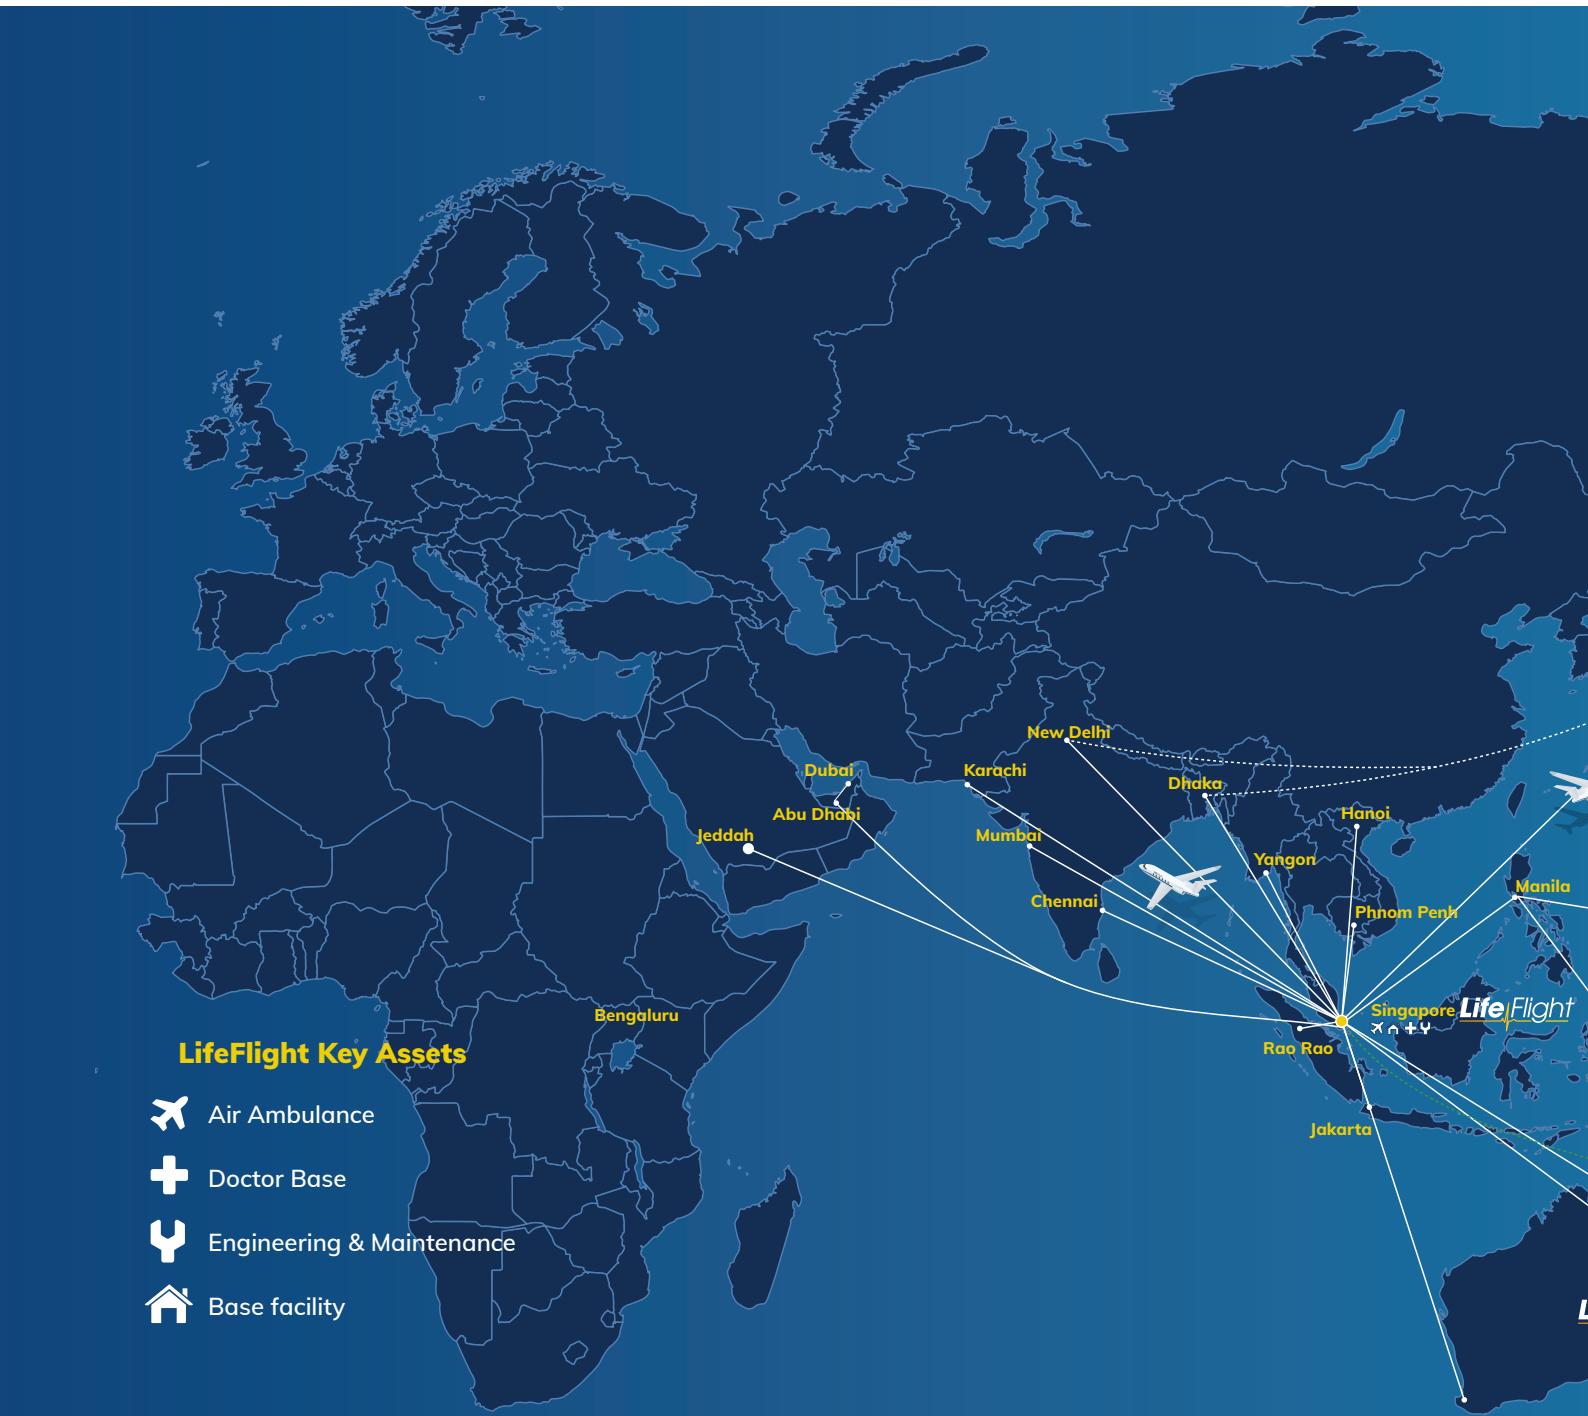 New Delhi
Dubai
Karachi
Dhaka
Abu Dhabi
Hanoi
Jeddah
Mumbai
Yangon
Manila
Chennai
Phnom Penh
Singapore
LifeFlight
Bengaluru
Rao Rao
Jakarta
LifeFlight Key Assets
Air Ambulance
Doctor Base
Engineering & Maintenance
Base facility